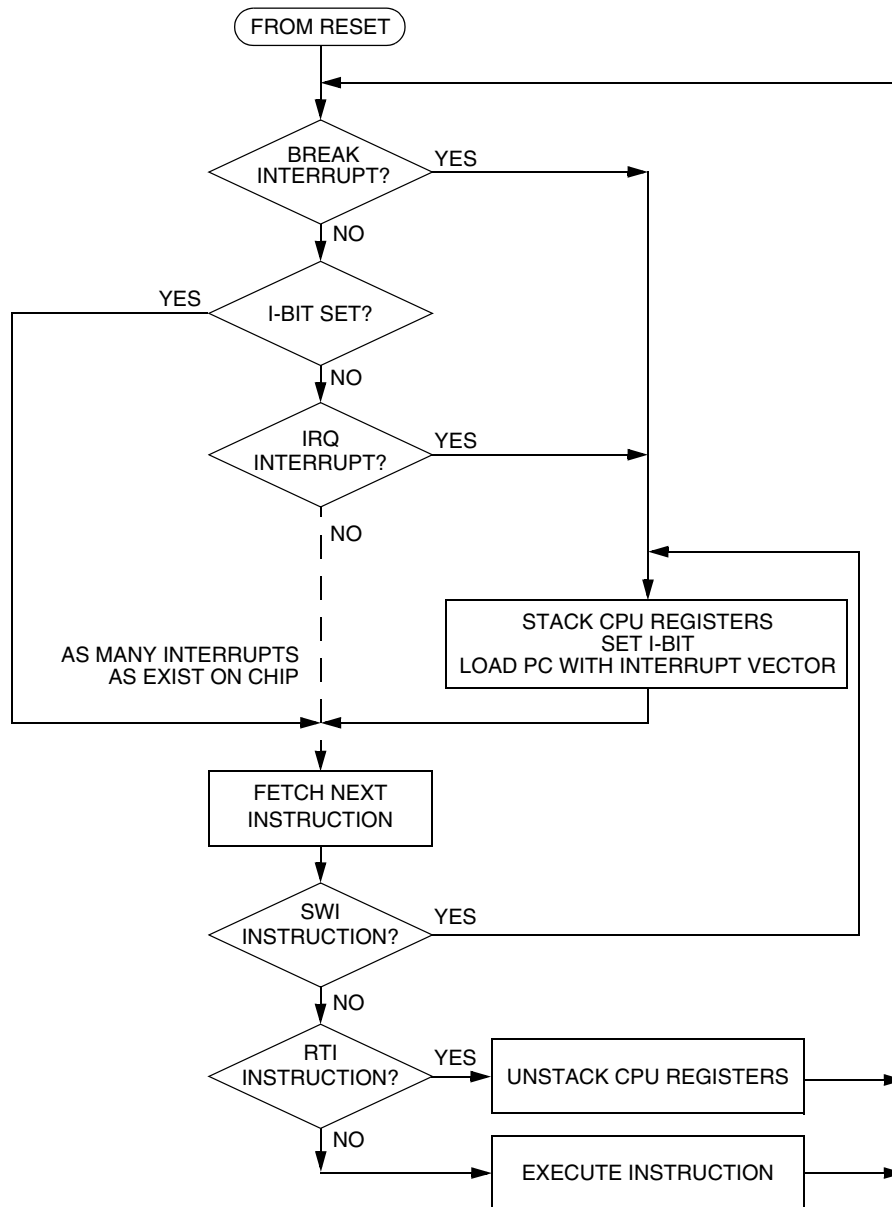 FROM RESET
BREAK
INTERRUPT?
YES
NO
YES
I-BIT SET?
NO
IRQ
INTERRUPT?
YES
NO
STACK CPU REGISTERS
SET I-BIT
LOAD PC WITH INTERRUPT VECTOR
AS MANY INTERRUPTS
AS EXIST ON CHIP
FETCH NEXT
INSTRUCTION
SWI
INSTRUCTION?
YES
NO
RTI
INSTRUCTION?
YES
UNSTACK CPU REGISTERS
NO
EXECUTE INSTRUCTION